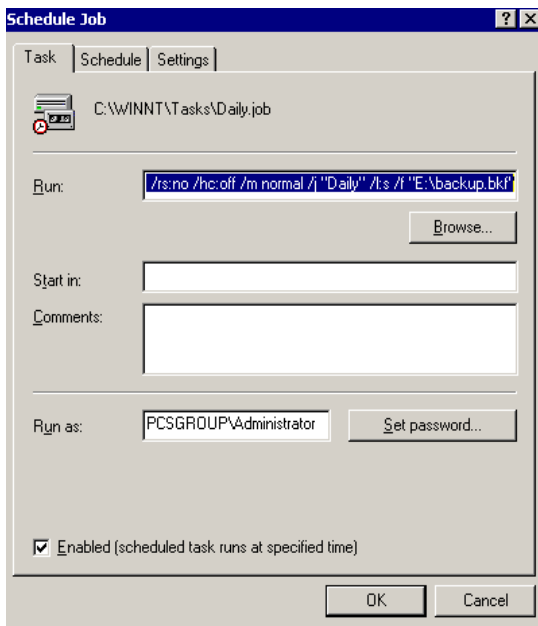 Schedule Job
Task Schedule Settings
C:\WINNT\Tasks\Daily.job
Run: /rs:no /hc:off /m normal /j "Daily" /l:s /f "E:\backup.bkf"
Browse...
Start in:
Comments:
Run as: PCSGROUP\Administrator Set password...
Enabled (scheduled task runs at specified time)
OK Cancel